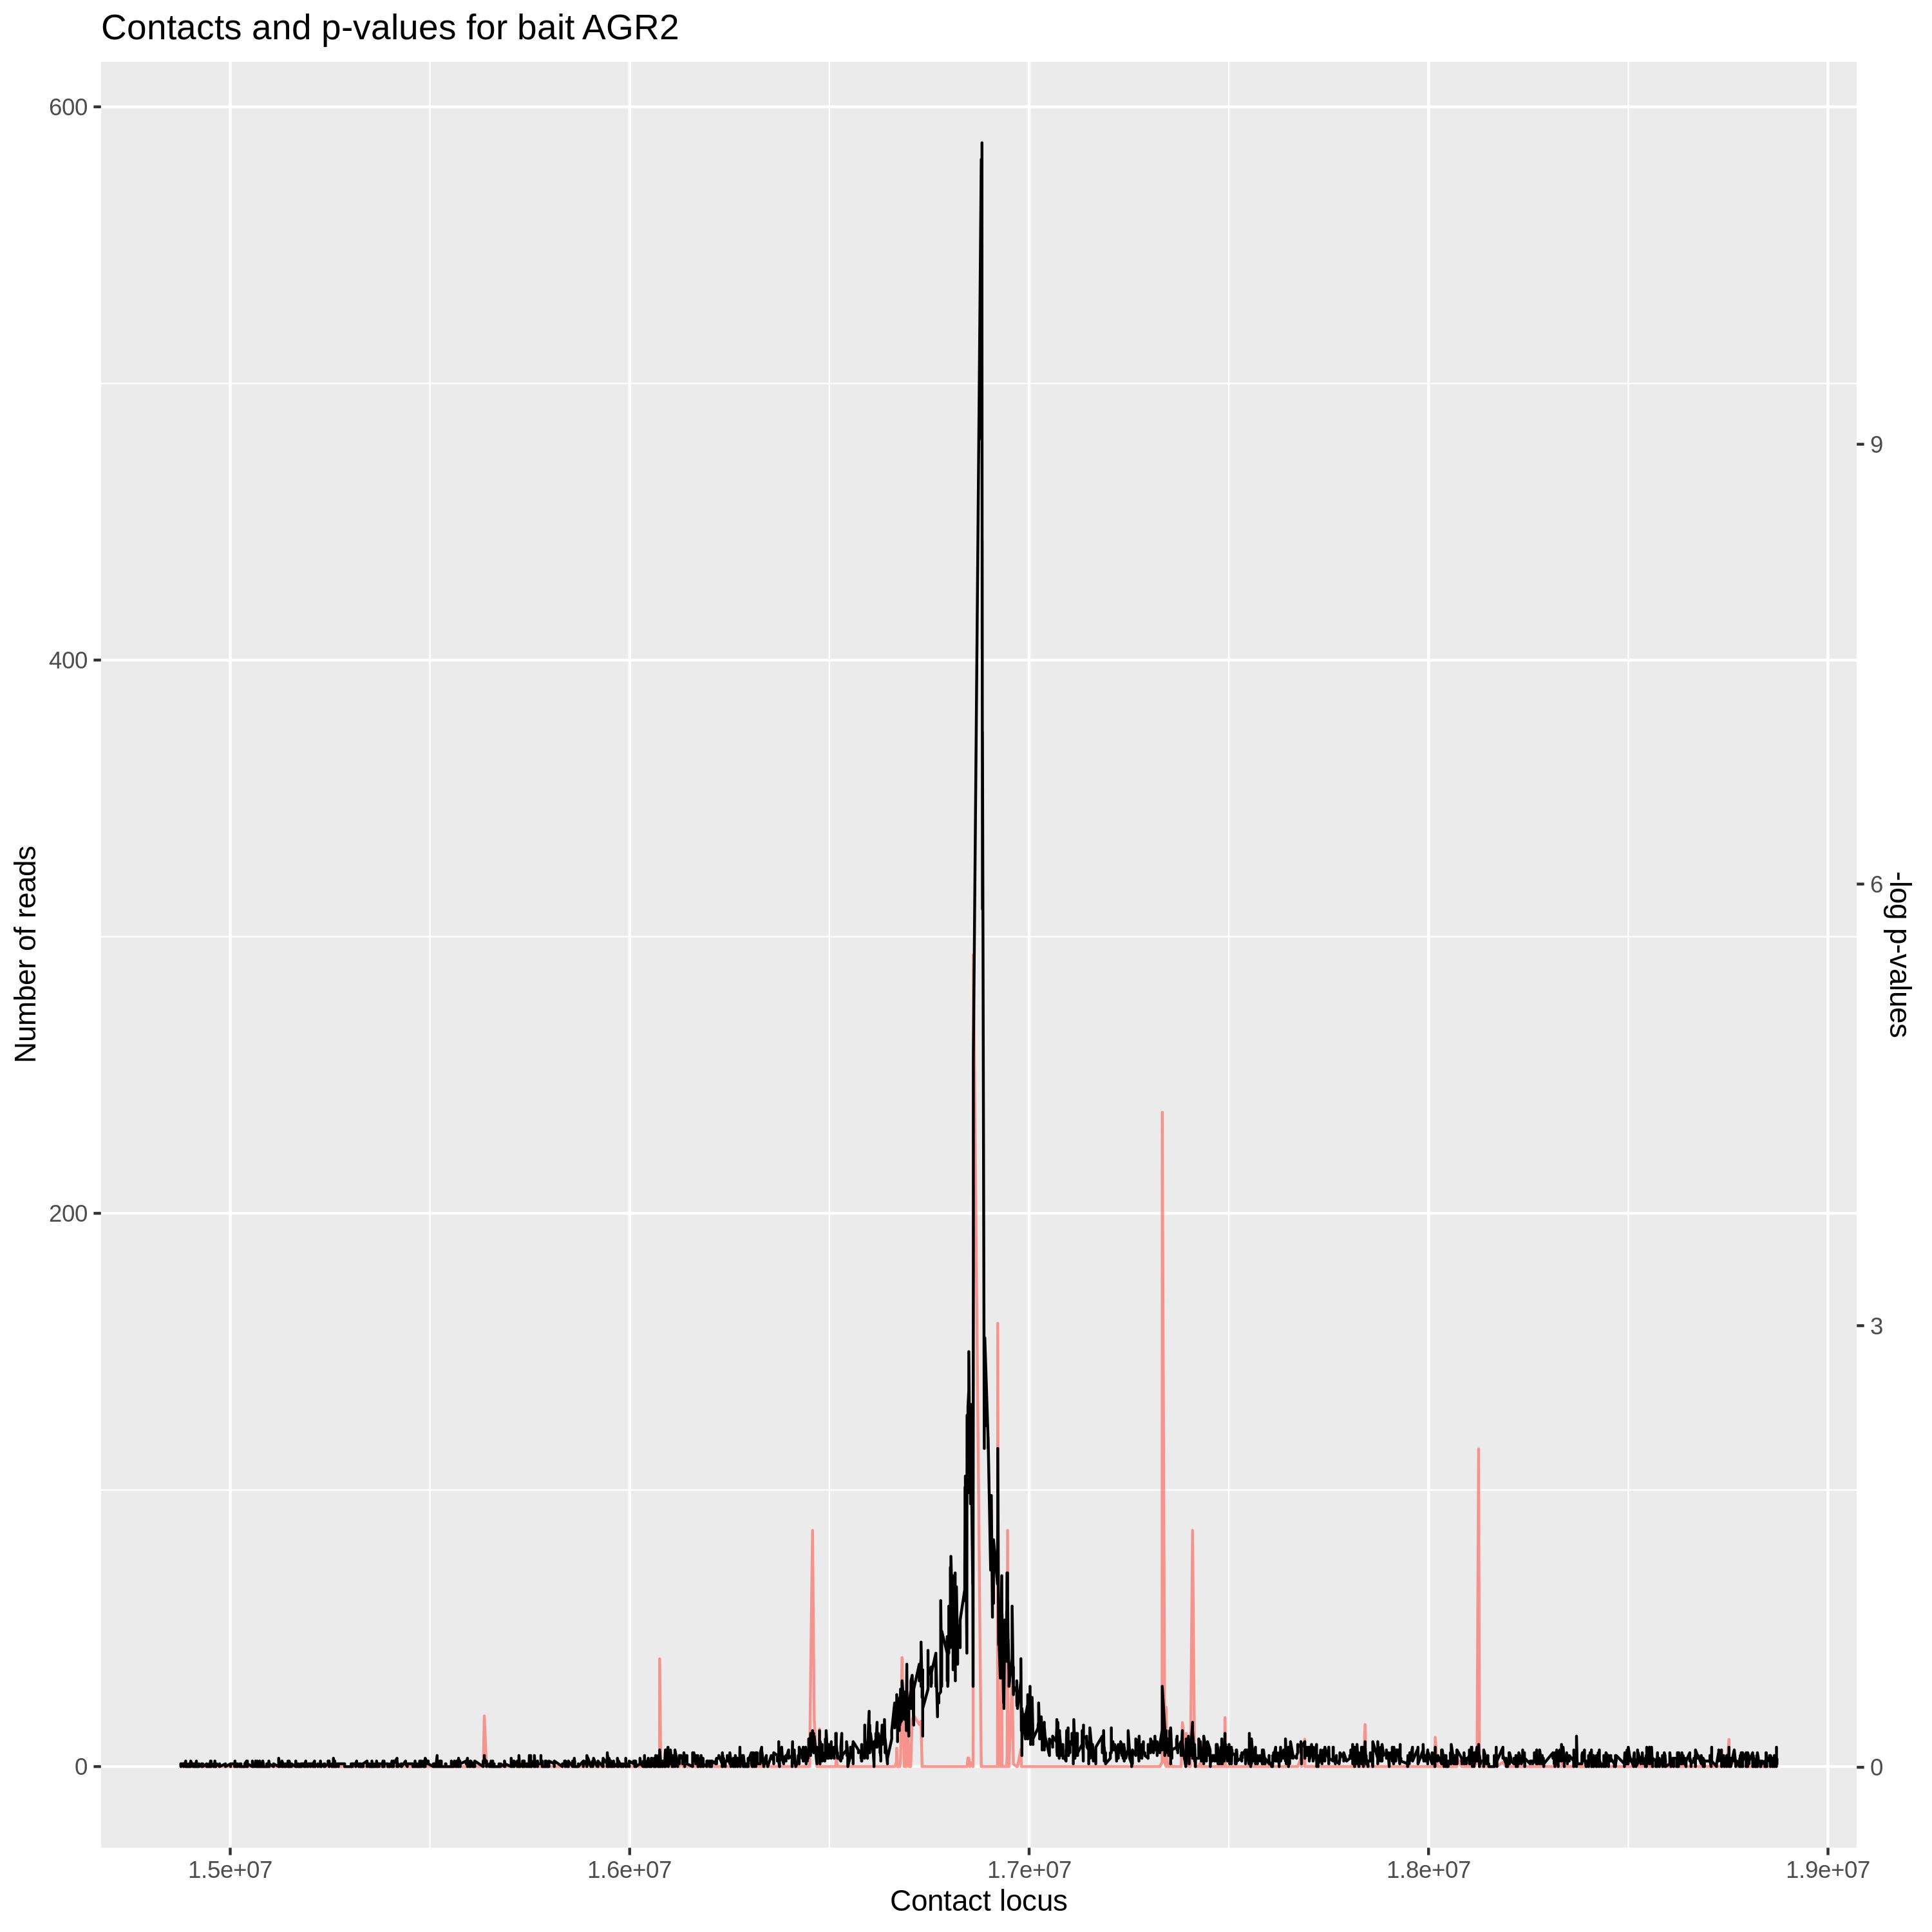 Contacts and p-values for bait AGR2
600
400
200
0
Number of reads
9
6
3
0
-log p-values
1.5e+07
1.6e+07
1.7e+07
1.8e+07
1.9e+07
Contact locus